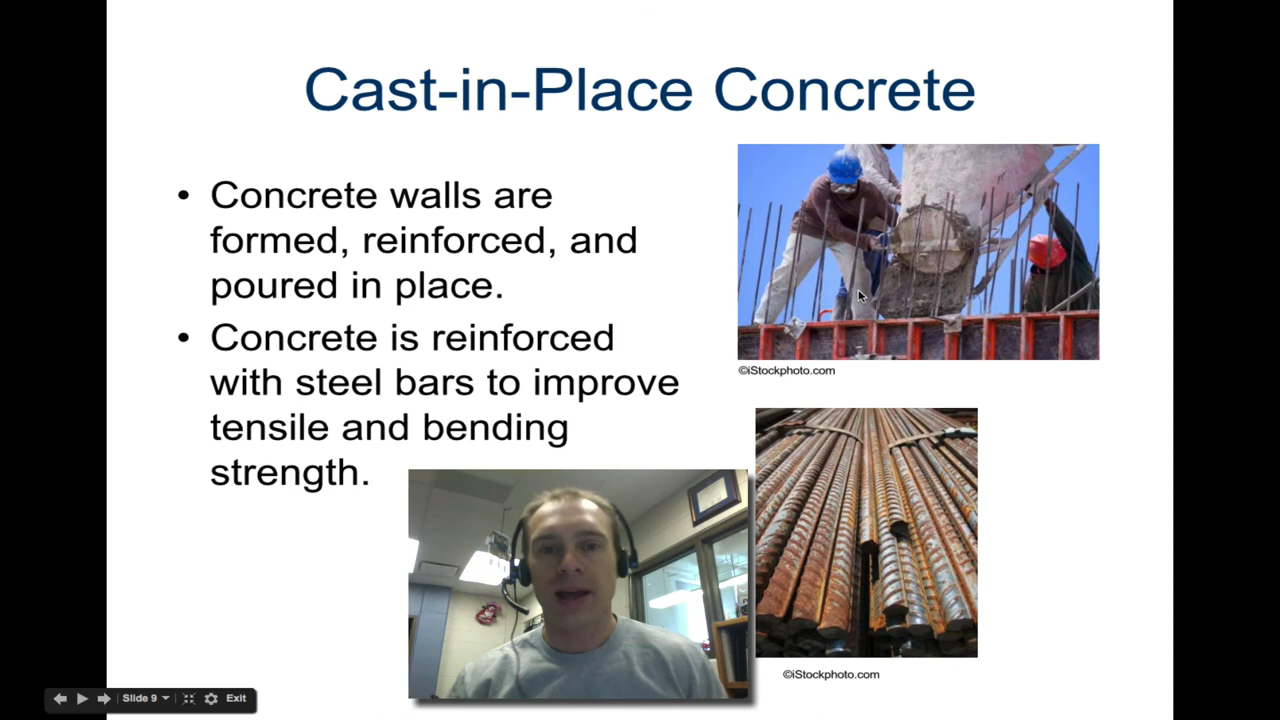 Cast-in-Place Concrete
• Concrete walls are
formed, reinforced, and
poured in place.
• Concrete is reinforced
with steel bars to improve
tensile and bending
strength.
©iStockphoto.com
©iStockphoto.com
Slide 9
Exit